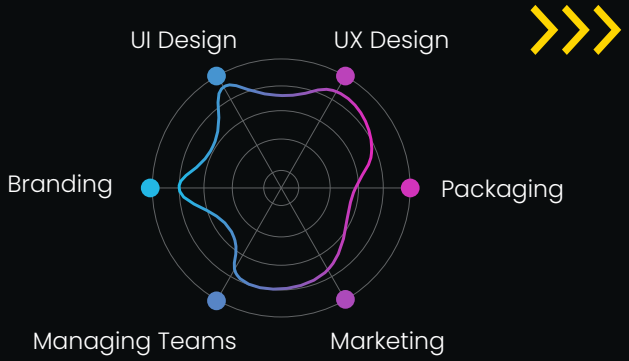 UI Design
UX Design
Branding
Packaging
Managing Teams
Marketing